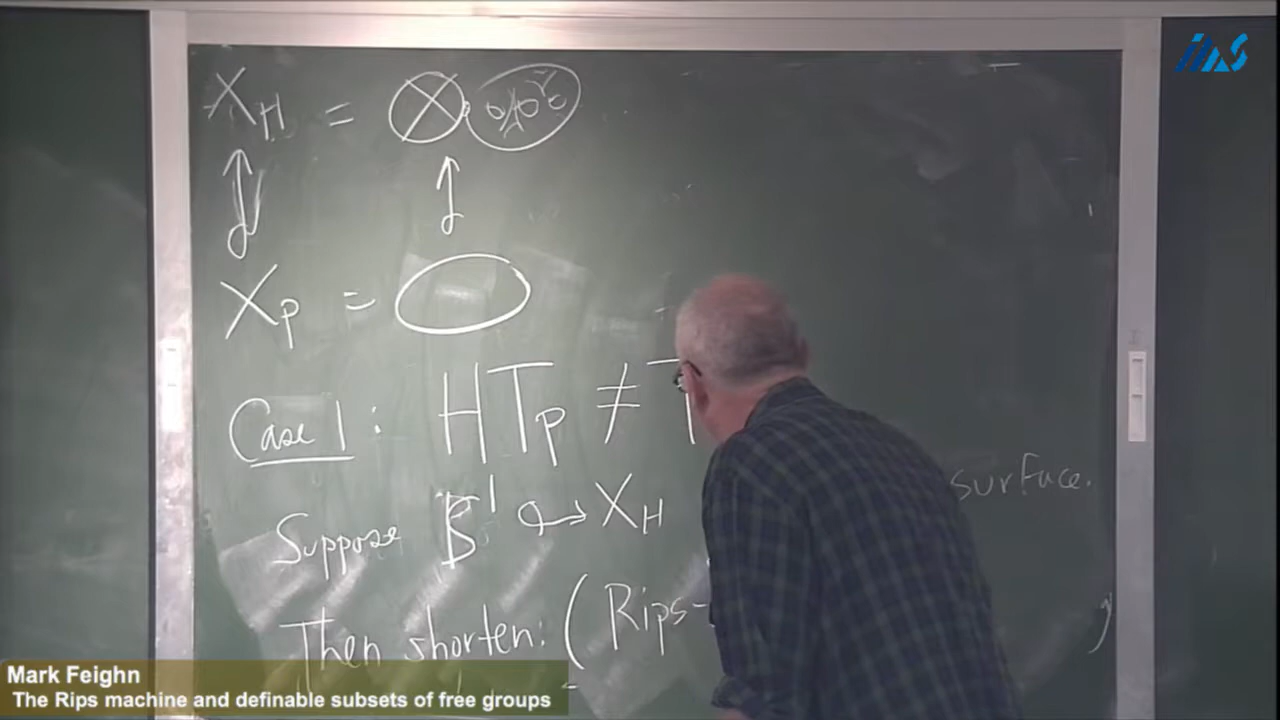 IAS
X_H =
X_P =
Case 1: HT_P ≠ T
surface.
Suppose B' ↪ X_H
Then shorten: (Rips-
Mark Feighn
The Rips machine and definable subsets of free groups